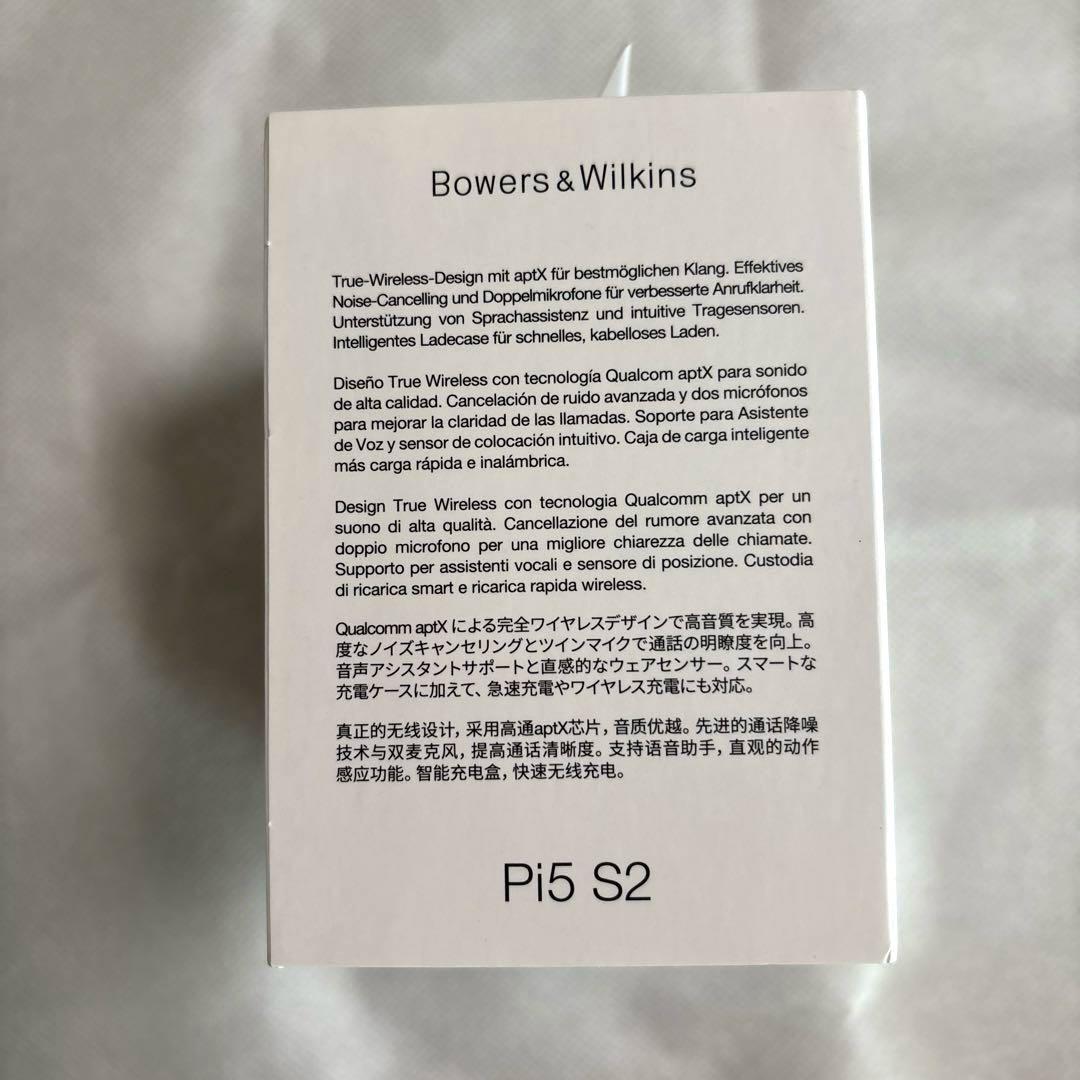 Bowers & Wilkins
True-Wireless-Design mit aptX für bestmöglichen Klang. Effektives
Noise-Cancelling und Doppelmikrofone für verbesserte Anrufklarheit.
Unterstützung von Sprachassistenz und intuitive Tragesensoren.
Intelligentes Ladecase für schnelles, kabelloses Laden.
Diseño True Wireless con tecnología Qualcom aptX para sonido
de alta calidad. Cancelación de ruido avanzada y dos micrófonos
para mejorar la claridad de las llamadas. Soporte para Asistente
de Voz y sensor de colocación intuitivo. Caja de carga inteligente
más carga rápida e inalámbrica.
Design True Wireless con tecnologia Qualcomm aptX per un
suono di alta qualità. Cancellazione del rumore avanzata con
doppio microfono per una migliore chiarezza delle chiamate.
Supporto per assistenti vocali e sensore di posizione. Custodia
di ricarica smart e ricarica rapida wireless.
Qualcomm aptX による完全ワイヤレスデザインで高音質を実現。高
度なノイズキャンセリングとツインマイクで通話の明瞭度を向上。
音声アシスタントサポートと直感的なウェアセンサー。スマートな
充電ケースに加えて、急速充電やワイヤレス充電にも対応。
真正的无线设计，采用高通aptX芯片，音质优越。先进的通话降噪
技术与双麦克风，提高通话清晰度。支持语音助手，直观的动作
感应功能。智能充电盒，快速无线充电。
Pi5 S2